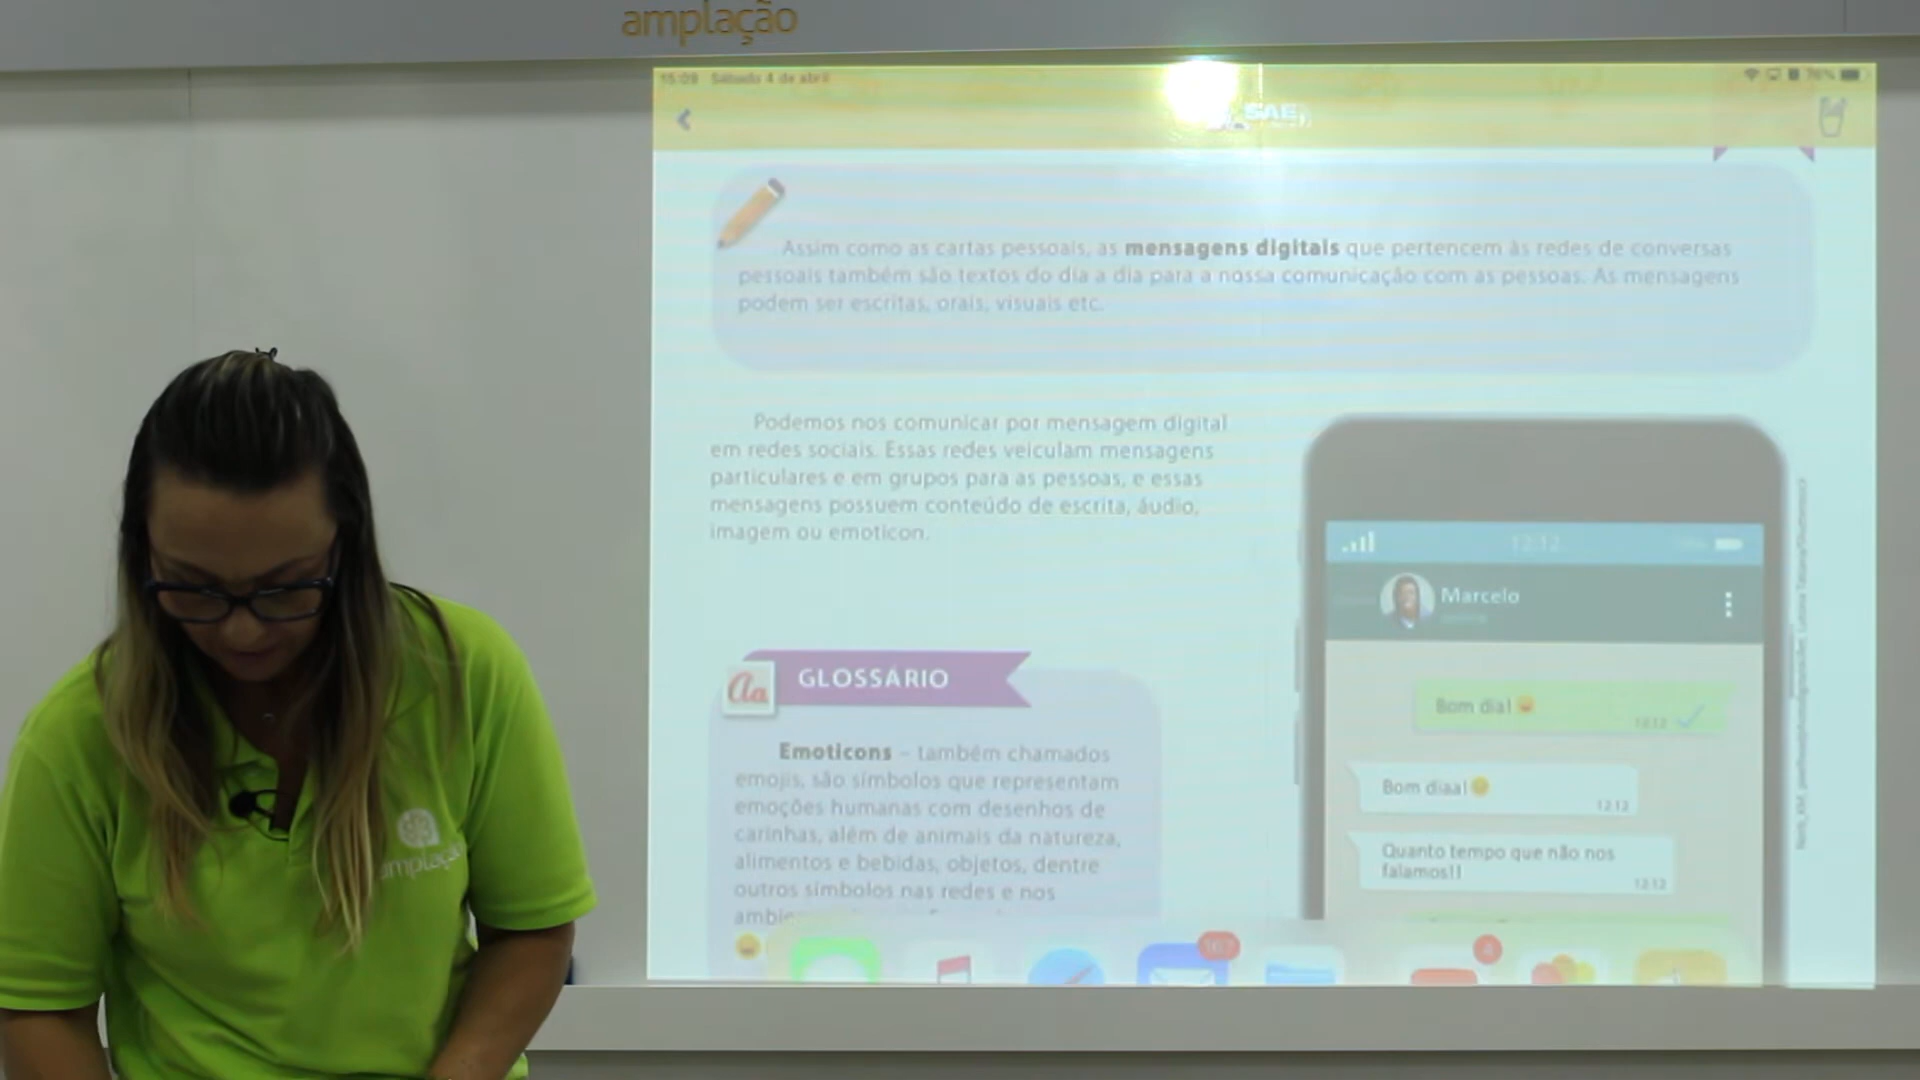 amplação
15:09 Sábado 4 de abril
76%
SAE
Assim como as cartas pessoais, as mensagens digitais que pertencem às redes de conversas
pessoais também são textos do dia a dia para a nossa comunicação com as pessoas. As mensagens
podem ser escritas, orais, visuais etc.
Podemos nos comunicar por mensagem digital
em redes sociais. Essas redes veiculam mensagens
particulares e em grupos para as pessoas, e essas
mensagens possuem conteúdo de escrita, áudio,
imagem ou emoticon.
Aa GLOSSÁRIO
Emoticons – também chamados
emojis, são símbolos que representam
emoções humanas com desenhos de
carinhas, além de animais da natureza,
alimentos e bebidas, objetos, dentre
outros símbolos nas redes e nos
12:12
Marcelo
Bom dia!
12:12
Bom diaa!
12:12
Quanto tempo que não nos
falamos!!
12:12
4
amplação